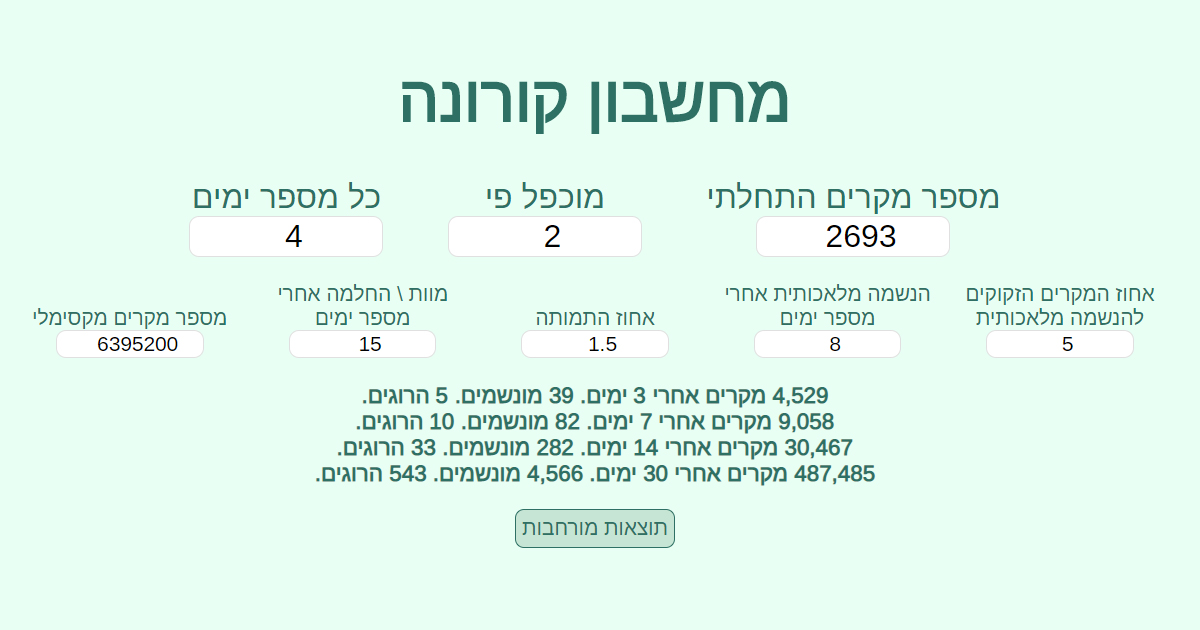 מחשבון קורונה
מספר מקרים התחלתי
2693
מוכפל פי
2
כל מספר ימים
4
אחוז המקרים הזקוקים
להנשמה מלאכותית
5
הנשמה מלאכותית אחרי
מספר ימים
8
אחוז התמותה
1.5
מוות \ החלמה אחרי
מספר ימים
15
מספר מקרים מקסימלי
6395200
4,529 מקרים אחרי 3 ימים. 39 מונשמים. 5 הרוגים.
9,058 מקרים אחרי 7 ימים. 82 מונשמים. 10 הרוגים.
30,467 מקרים אחרי 14 ימים. 282 מונשמים. 33 הרוגים.
487,485 מקרים אחרי 30 ימים. 4,566 מונשמים. 543 הרוגים.
תוצאות מורחבות